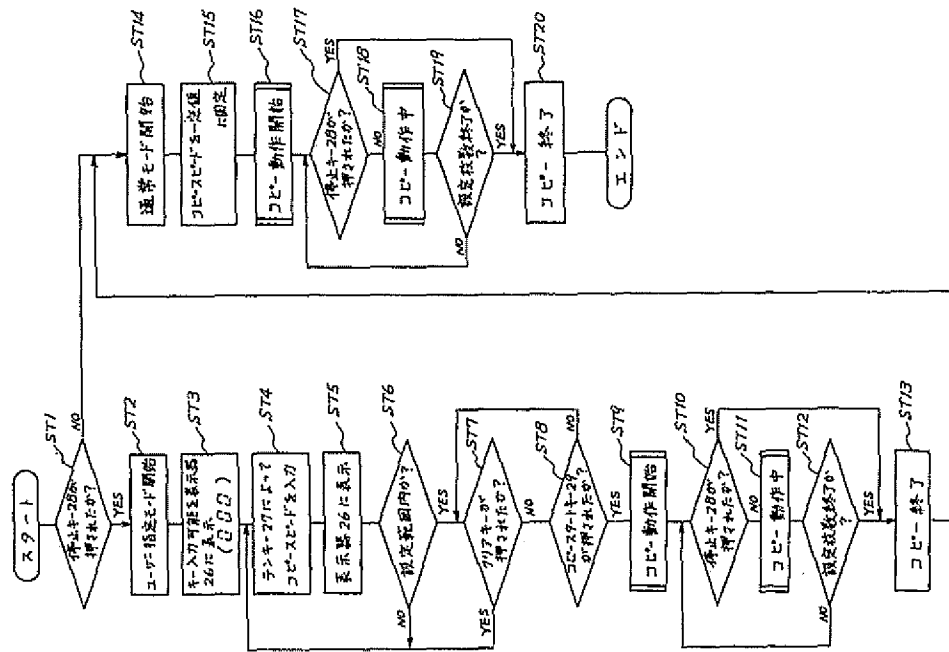 スタート
停止キー28が
押されたか?
ST1
NO
YES
ユーザに指定モード開始
ST2
キー入力可能を表示器
26に表示
(000)
ST3
テンキー27によって
コピースピードを入力
ST4
表示器26に表示
ST5
設定範囲内か?
ST6
NO
YES
クリアキーが
押されたか?
ST7
YES
NO
コピースタートキー29
が押されたか?
ST8
NO
YES
コピー動作開始
ST9
停止キー28が
押されたか?
ST10
YES
NO
コピー動作中
ST11
設定枚数終了か
?
ST12
NO
YES
コピー終了
ST13
通常モード開始
ST14
コピースピードを一定値
に固定
ST15
コピー動作開始
ST16
停止キー28が
押されたか?
ST17
YES
NO
コピー動作中
ST18
設定枚数終了か
?
ST19
NO
YES
コピー終了
ST20
エンド